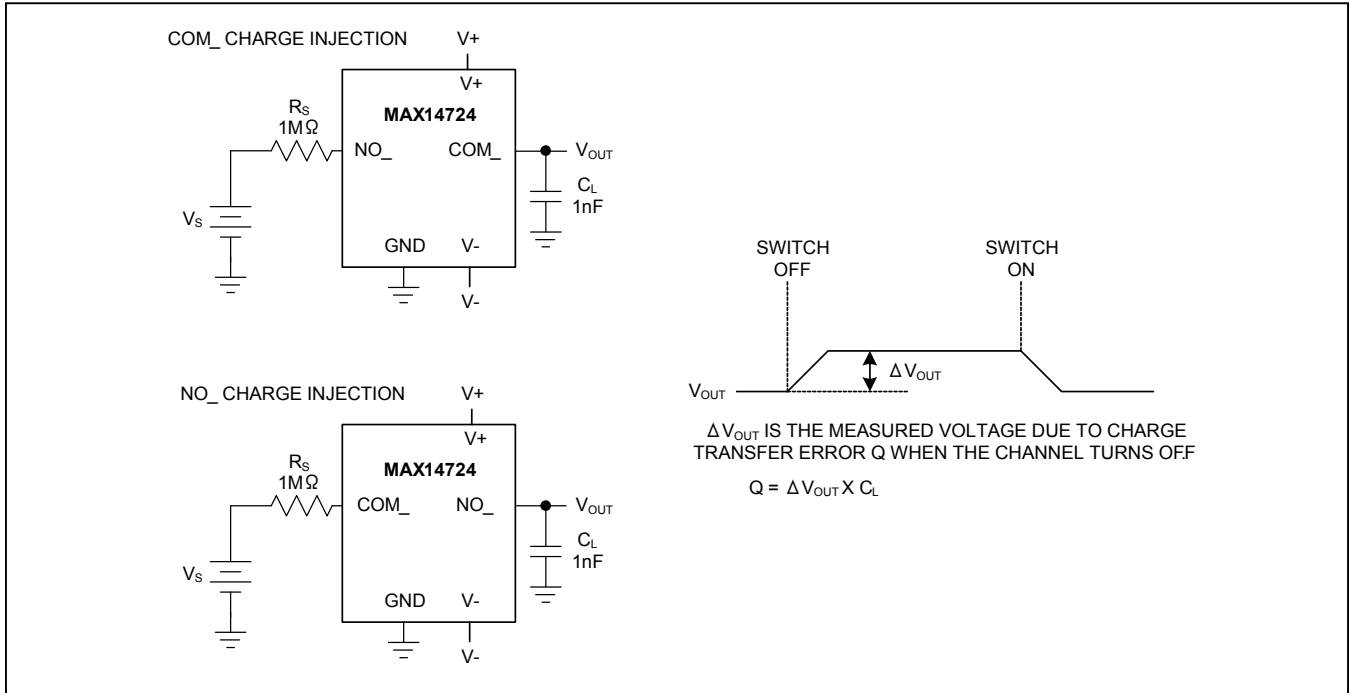 COM_ CHARGE INJECTION
V+
V+
MAX14724
RS
1MΩ
NO_
COM_
VOUT
CL
1nF
VS
GND
V-
V-
NO_ CHARGE INJECTION
V+
V+
MAX14724
RS
1MΩ
COM_
NO_
VOUT
CL
1nF
VS
GND
V-
V-
SWITCH
OFF
SWITCH
ON
ΔVOUT
VOUT
ΔVOUT IS THE MEASURED VOLTAGE DUE TO CHARGE
TRANSFER ERROR Q WHEN THE CHANNEL TURNS OF.F
Q = ΔVOUT X CL